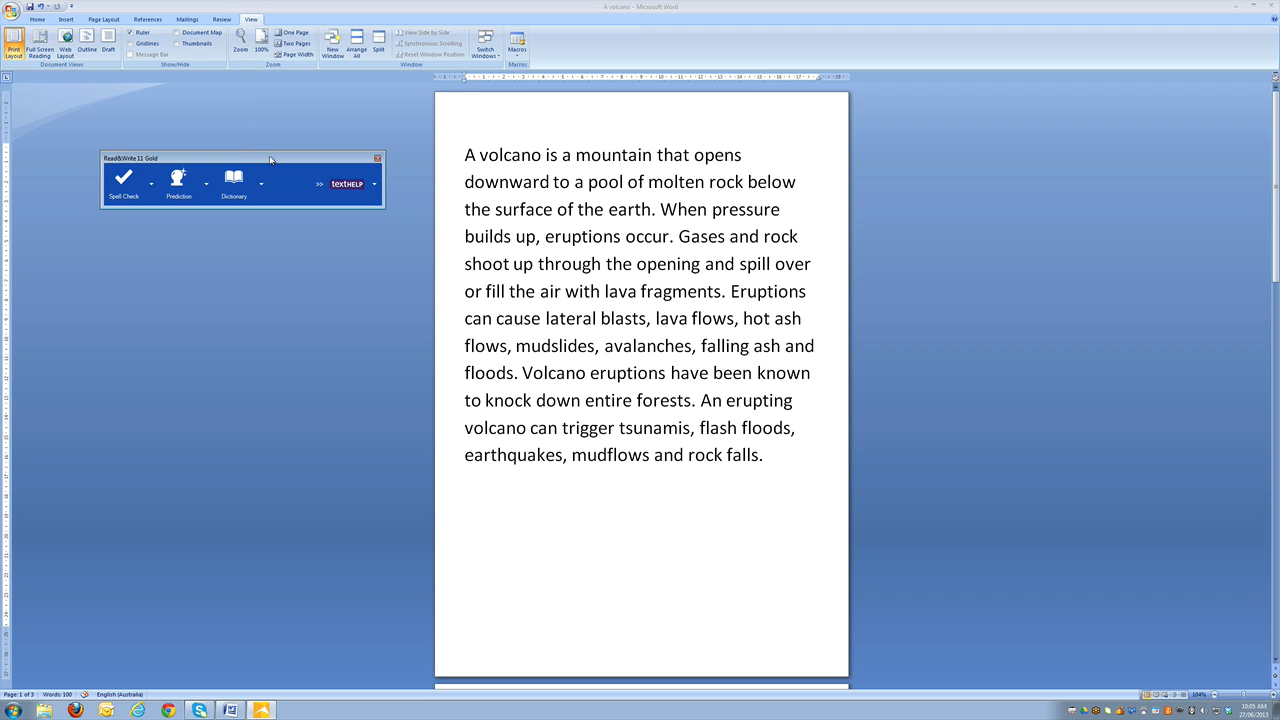 A volcano - Microsoft Word
Home Insert Page Layout References Mailings Review View
Print Layout Full Screen Reading Web Layout Outline Draft
Ruler Document Map
Gridlines Thumbnails
Message Bar
Zoom 100% One Page
Two Pages
Page Width
New Window Arrange All Split
View Side by Side
Synchronous Scrolling
Reset Window Position
Switch Windows Macros
Document Views Show/Hide Zoom Window Macros
Read&Write 11 Gold
Spell Check Prediction Dictionary >> textHELP
A volcano is a mountain that opens
downward to a pool of molten rock below
the surface of the earth. When pressure
builds up, eruptions occur. Gases and rock
shoot up through the opening and spill over
or fill the air with lava fragments. Eruptions
can cause lateral blasts, lava flows, hot ash
flows, mudslides, avalanches, falling ash and
floods. Volcano eruptions have been known
to knock down entire forests. An erupting
volcano can trigger tsunamis, flash floods,
earthquakes, mudflows and rock falls.
Page: 1 of 3 Words: 100 English (Australia) 104%
10:05 AM
27/06/2013